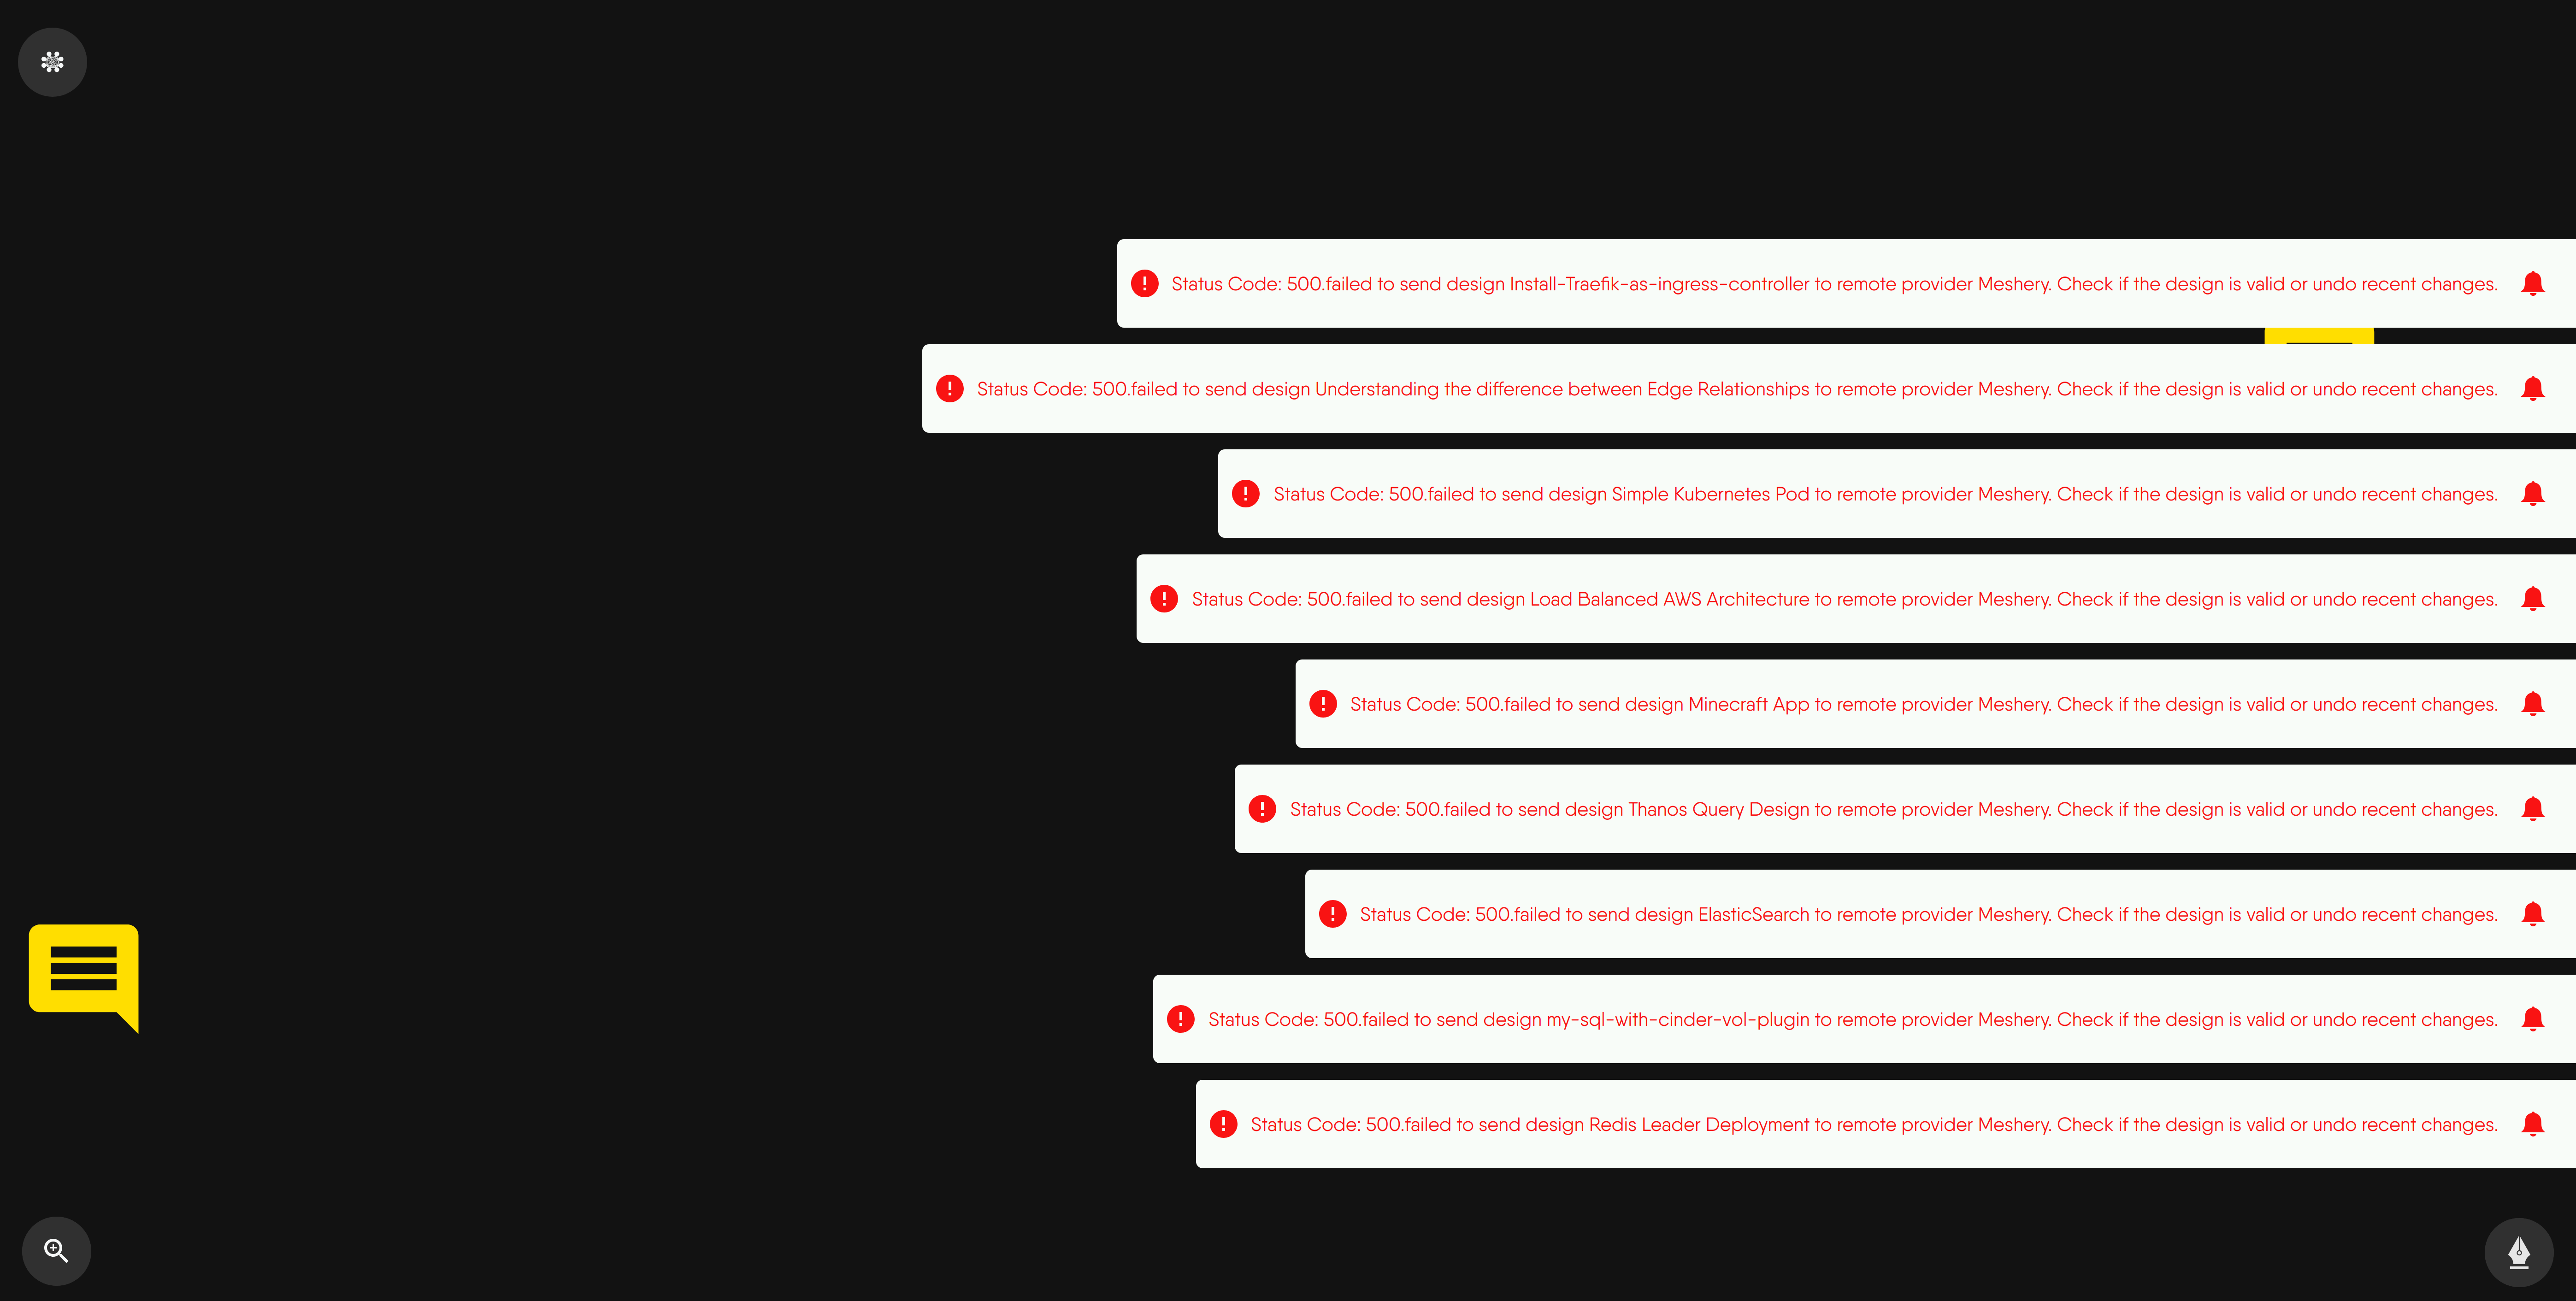 Status Code: 500.failed to send design Install-Traefik-as-ingress-controller to remote provider Meshery. Check if the design is valid or undo recent changes.
Status Code: 500.failed to send design Understanding the difference between Edge Relationships to remote provider Meshery. Check if the design is valid or undo recent changes.
Status Code: 500.failed to send design Simple Kubernetes Pod to remote provider Meshery. Check if the design is valid or undo recent changes.
Status Code: 500.failed to send design Load Balanced AWS Architecture to remote provider Meshery. Check if the design is valid or undo recent changes.
Status Code: 500.failed to send design Minecraft App to remote provider Meshery. Check if the design is valid or undo recent changes.
Status Code: 500.failed to send design Thanos Query Design to remote provider Meshery. Check if the design is valid or undo recent changes.
Status Code: 500.failed to send design ElasticSearch to remote provider Meshery. Check if the design is valid or undo recent changes.
Status Code: 500.failed to send design my-sql-with-cinder-vol-plugin to remote provider Meshery. Check if the design is valid or undo recent changes.
Status Code: 500.failed to send design Redis Leader Deployment to remote provider Meshery. Check if the design is valid or undo recent changes.